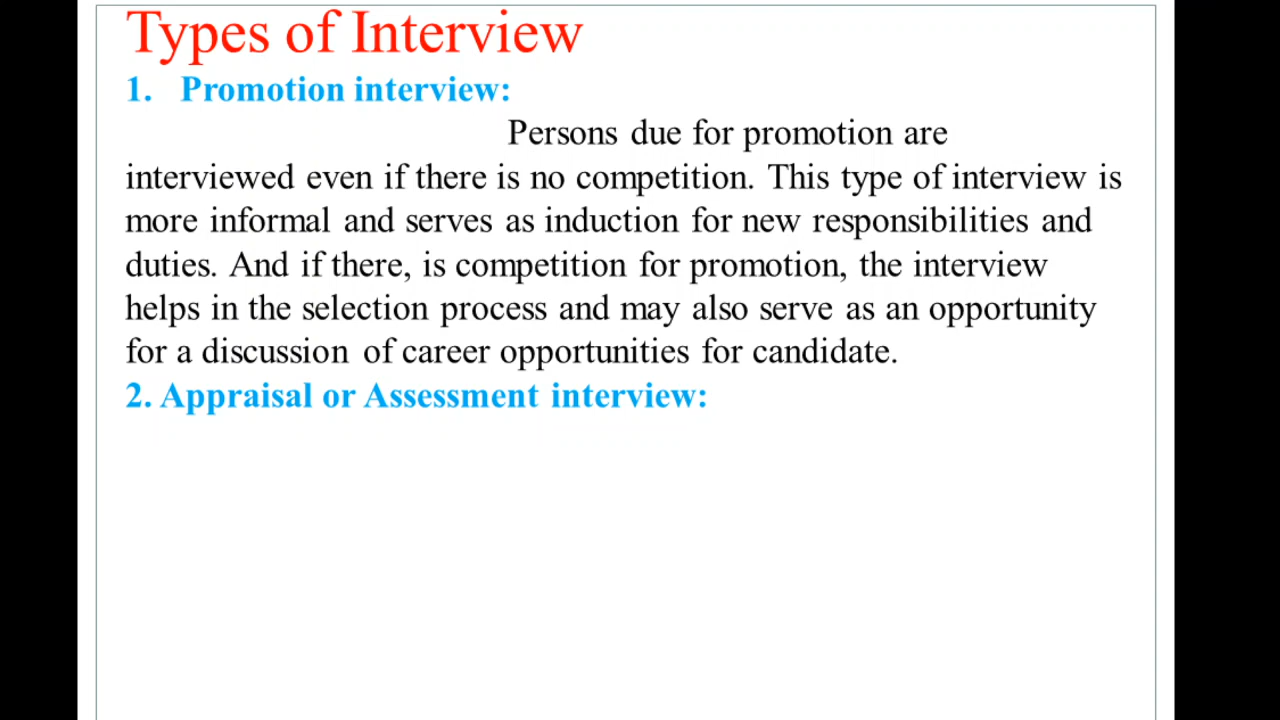 Types of Interview
1. Promotion interview:
Persons due for promotion are
interviewed even if there is no competition. This type of interview is
more informal and serves as induction for new responsibilities and
duties. And if there, is competition for promotion, the interview
helps in the selection process and may also serve as an opportunity
for a discussion of career opportunities for candidate.
2. Appraisal or Assessment interview: